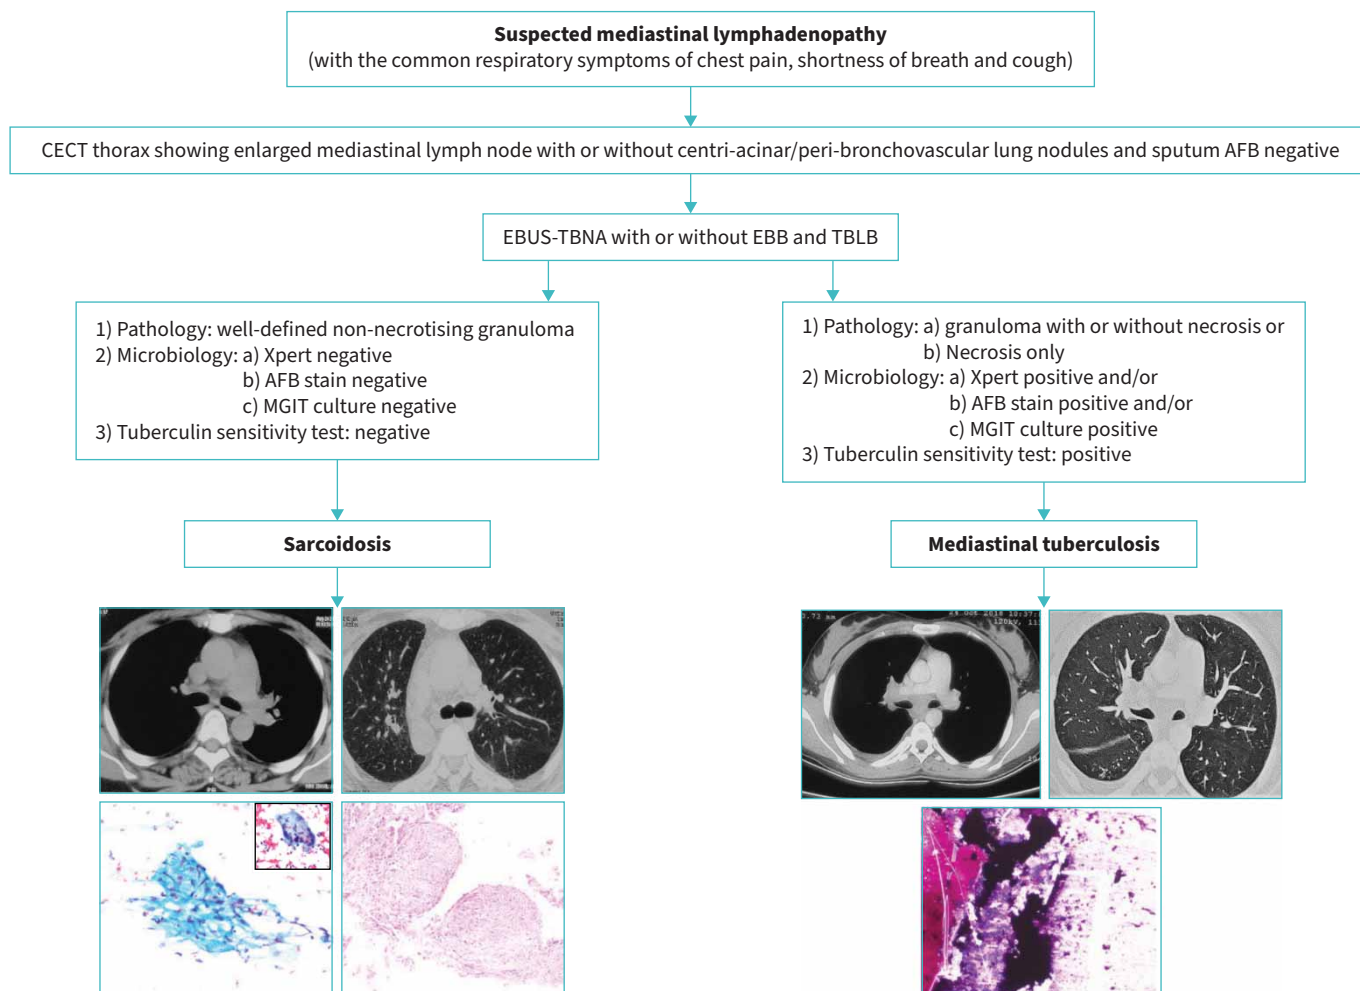 Suspected mediastinal lymphadenopathy
(with the common respiratory symptoms of chest pain, shortness of breath and cough)
CECT thorax showing enlarged mediastinal lymph node with or without centri-acinar/peri-bronchovascular lung nodules and sputum AFB negative
EBUS-TBNA with or without EBB and TBLB
1) Pathology: well-defined non-necrotising granuloma
2) Microbiology: a) Xpert negative
b) AFB stain negative
c) MGIT culture negative
3) Tuberculin sensitivity test: negative
1) Pathology: a) granuloma with or without necrosis or
b) Necrosis only
2) Microbiology: a) Xpert positive and/or
b) AFB stain positive and/or
c) MGIT culture positive
3) Tuberculin sensitivity test: positive
Sarcoidosis
Mediastinal tuberculosis